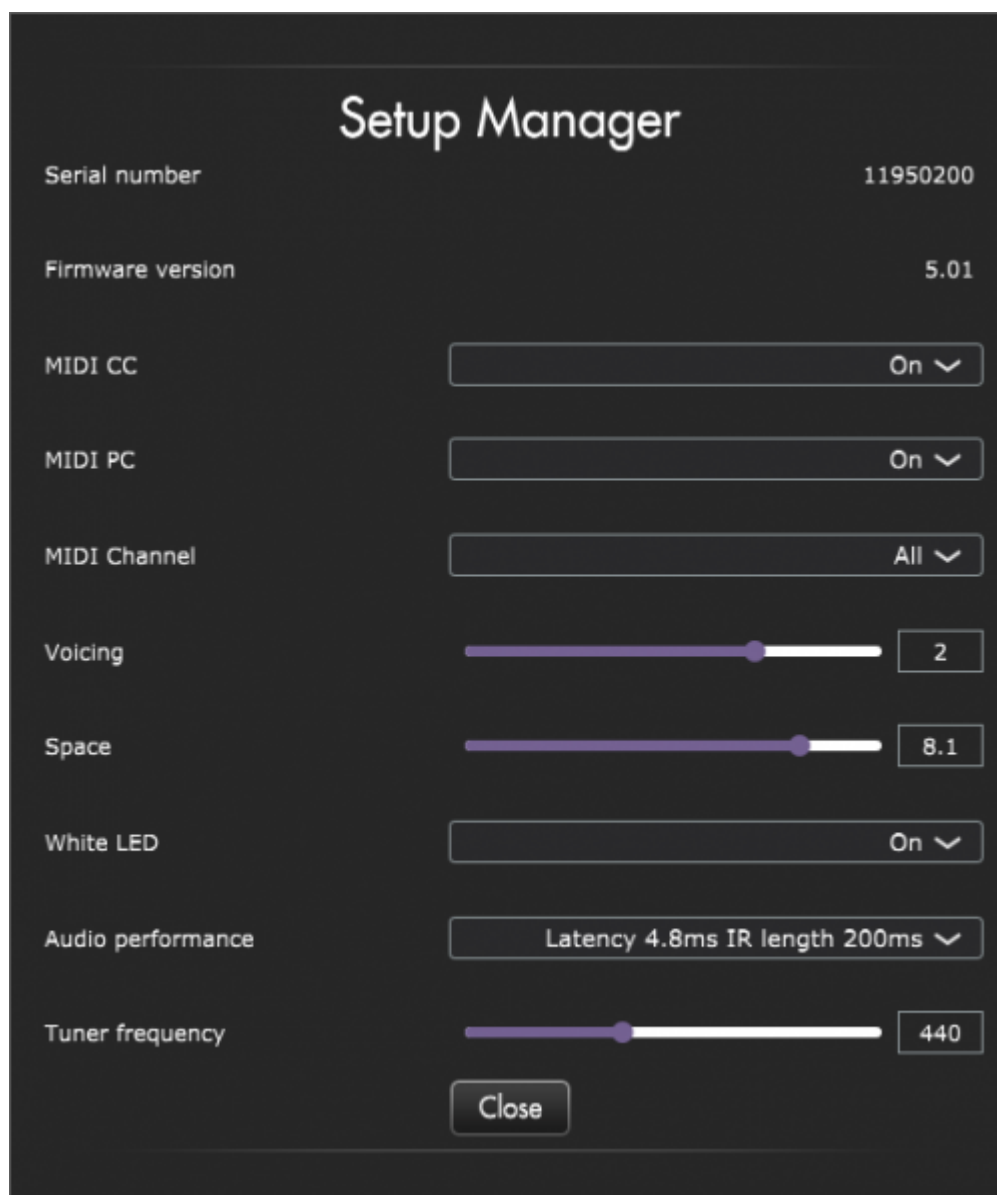 Setup Manager
Serial number 11950200
Firmware version 5.01
MIDI CC On
MIDI PC On
MIDI Channel All
Voicing 2
Space 8.1
White LED On
Audio performance Latency 4.8ms IR length 200ms
Tuner frequency 440
Close